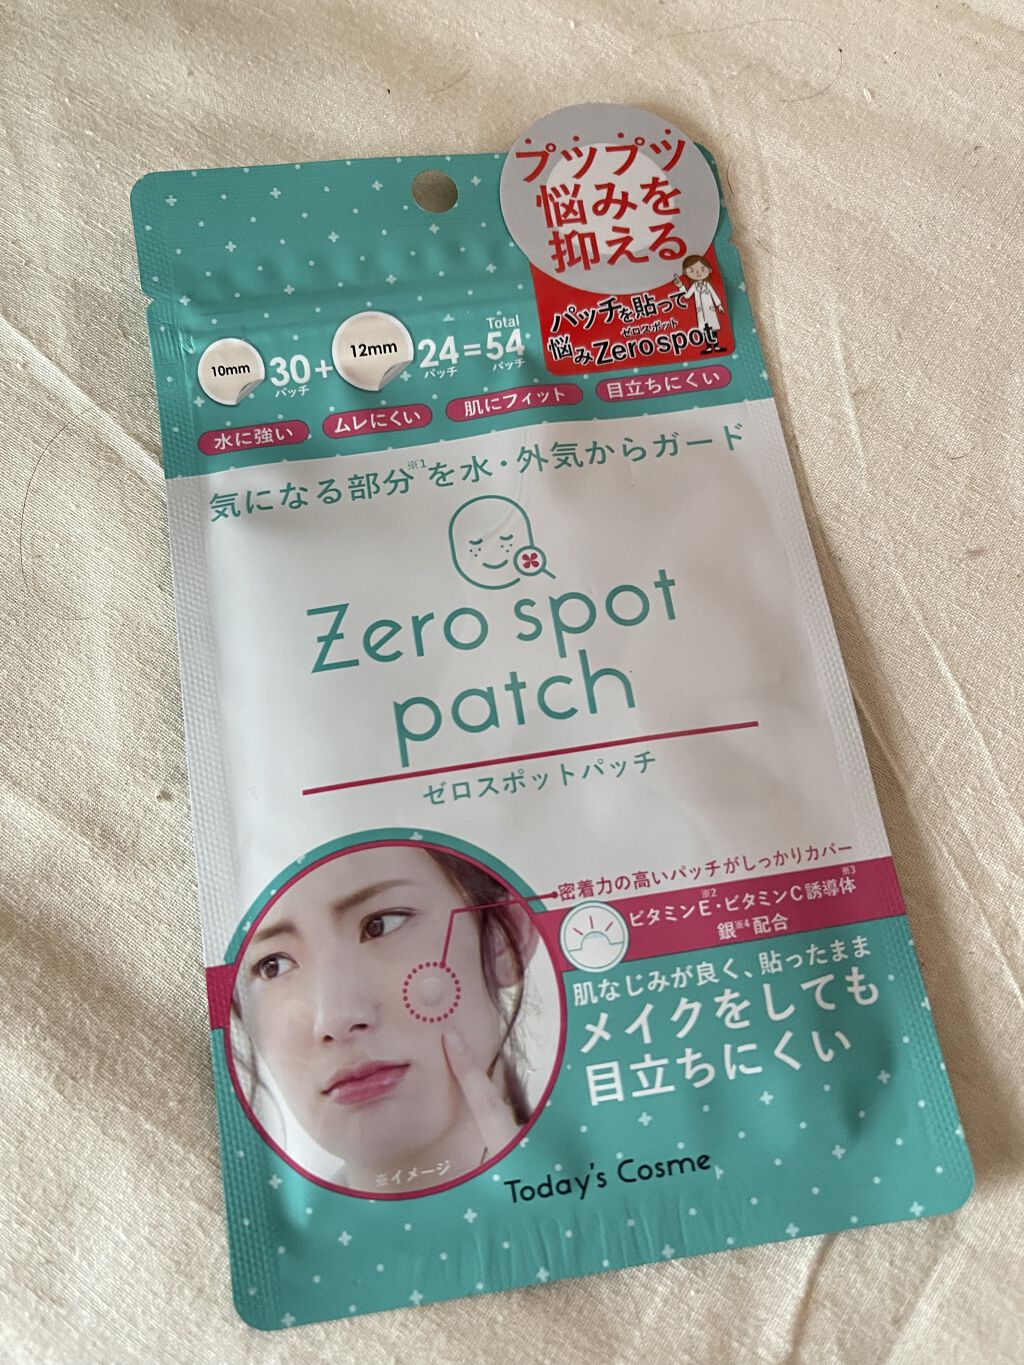 プツプツ
悩みを
抑える
パッチを貼って
ゼロスポット
悩みZerospot
Total
10mm 30+ 12mm 24=54
パッチ パッチ パッチ
水に強い ムレにくい 肌にフィット 目立ちにくい
気になる部分※1を水・外気からガード
Zero spot
patch
ゼロスポットパッチ
密着力の高いパッチがしっかりカバー
ビタミンE※2・ビタミンC誘導体※3
銀※4配合
肌なじみが良く、貼ったまま
メイクをしても
目立ちにくい
※イメージ
Today's Cosme